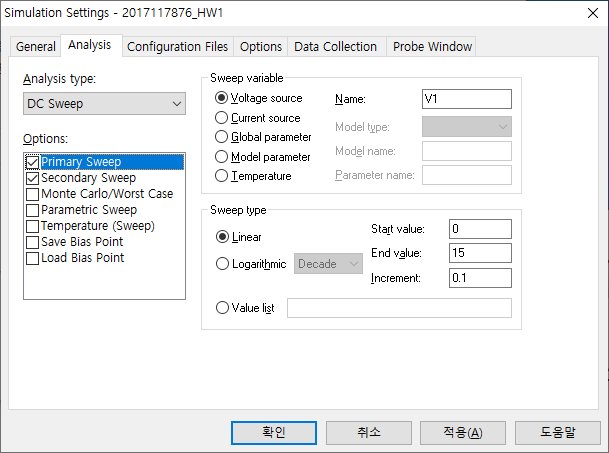 Simulation Settings - 2017117876_HW1
General Analysis Configuration Files Options Data Collection Probe Window
Analysis type:
DC Sweep
Options:
Primary Sweep
Secondary Sweep
Monte Carlo/Worst Case
Parametric Sweep
Temperature (Sweep)
Save Bias Point
Load Bias Point
Sweep variable
Voltage source
Current source
Global parameter
Model parameter
Temperature
Name: V1
Model type:
Model name:
Parameter name:
Sweep type
Linear
Logarithmic Decade
Value list
Start value: 0
End value: 15
Increment: 0.1
확인 취소 적용(A) 도움말